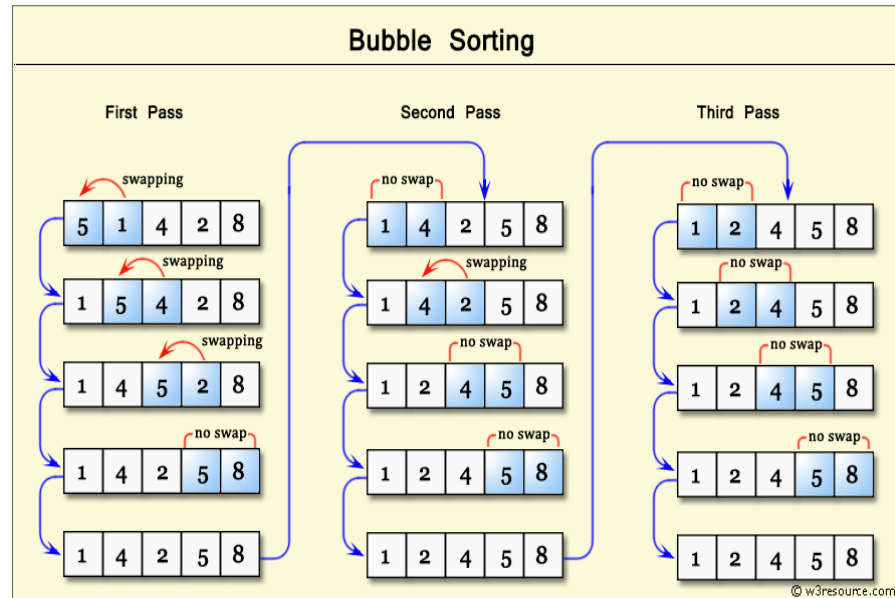 Bubble Sorting
First Pass
swapping
5 1 4 2 8
swapping
1 5 4 2 8
swapping
1 4 5 2 8
no swap
1 4 2 5 8
1 4 2 5 8
Second Pass
no swap
1 4 2 5 8
swapping
1 4 2 5 8
no swap
1 2 4 5 8
no swap
1 2 4 5 8
1 2 4 5 8
Third Pass
no swap
1 2 4 5 8
no swap
1 2 4 5 8
no swap
1 2 4 5 8
no swap
1 2 4 5 8
1 2 4 5 8
© w3resource.com